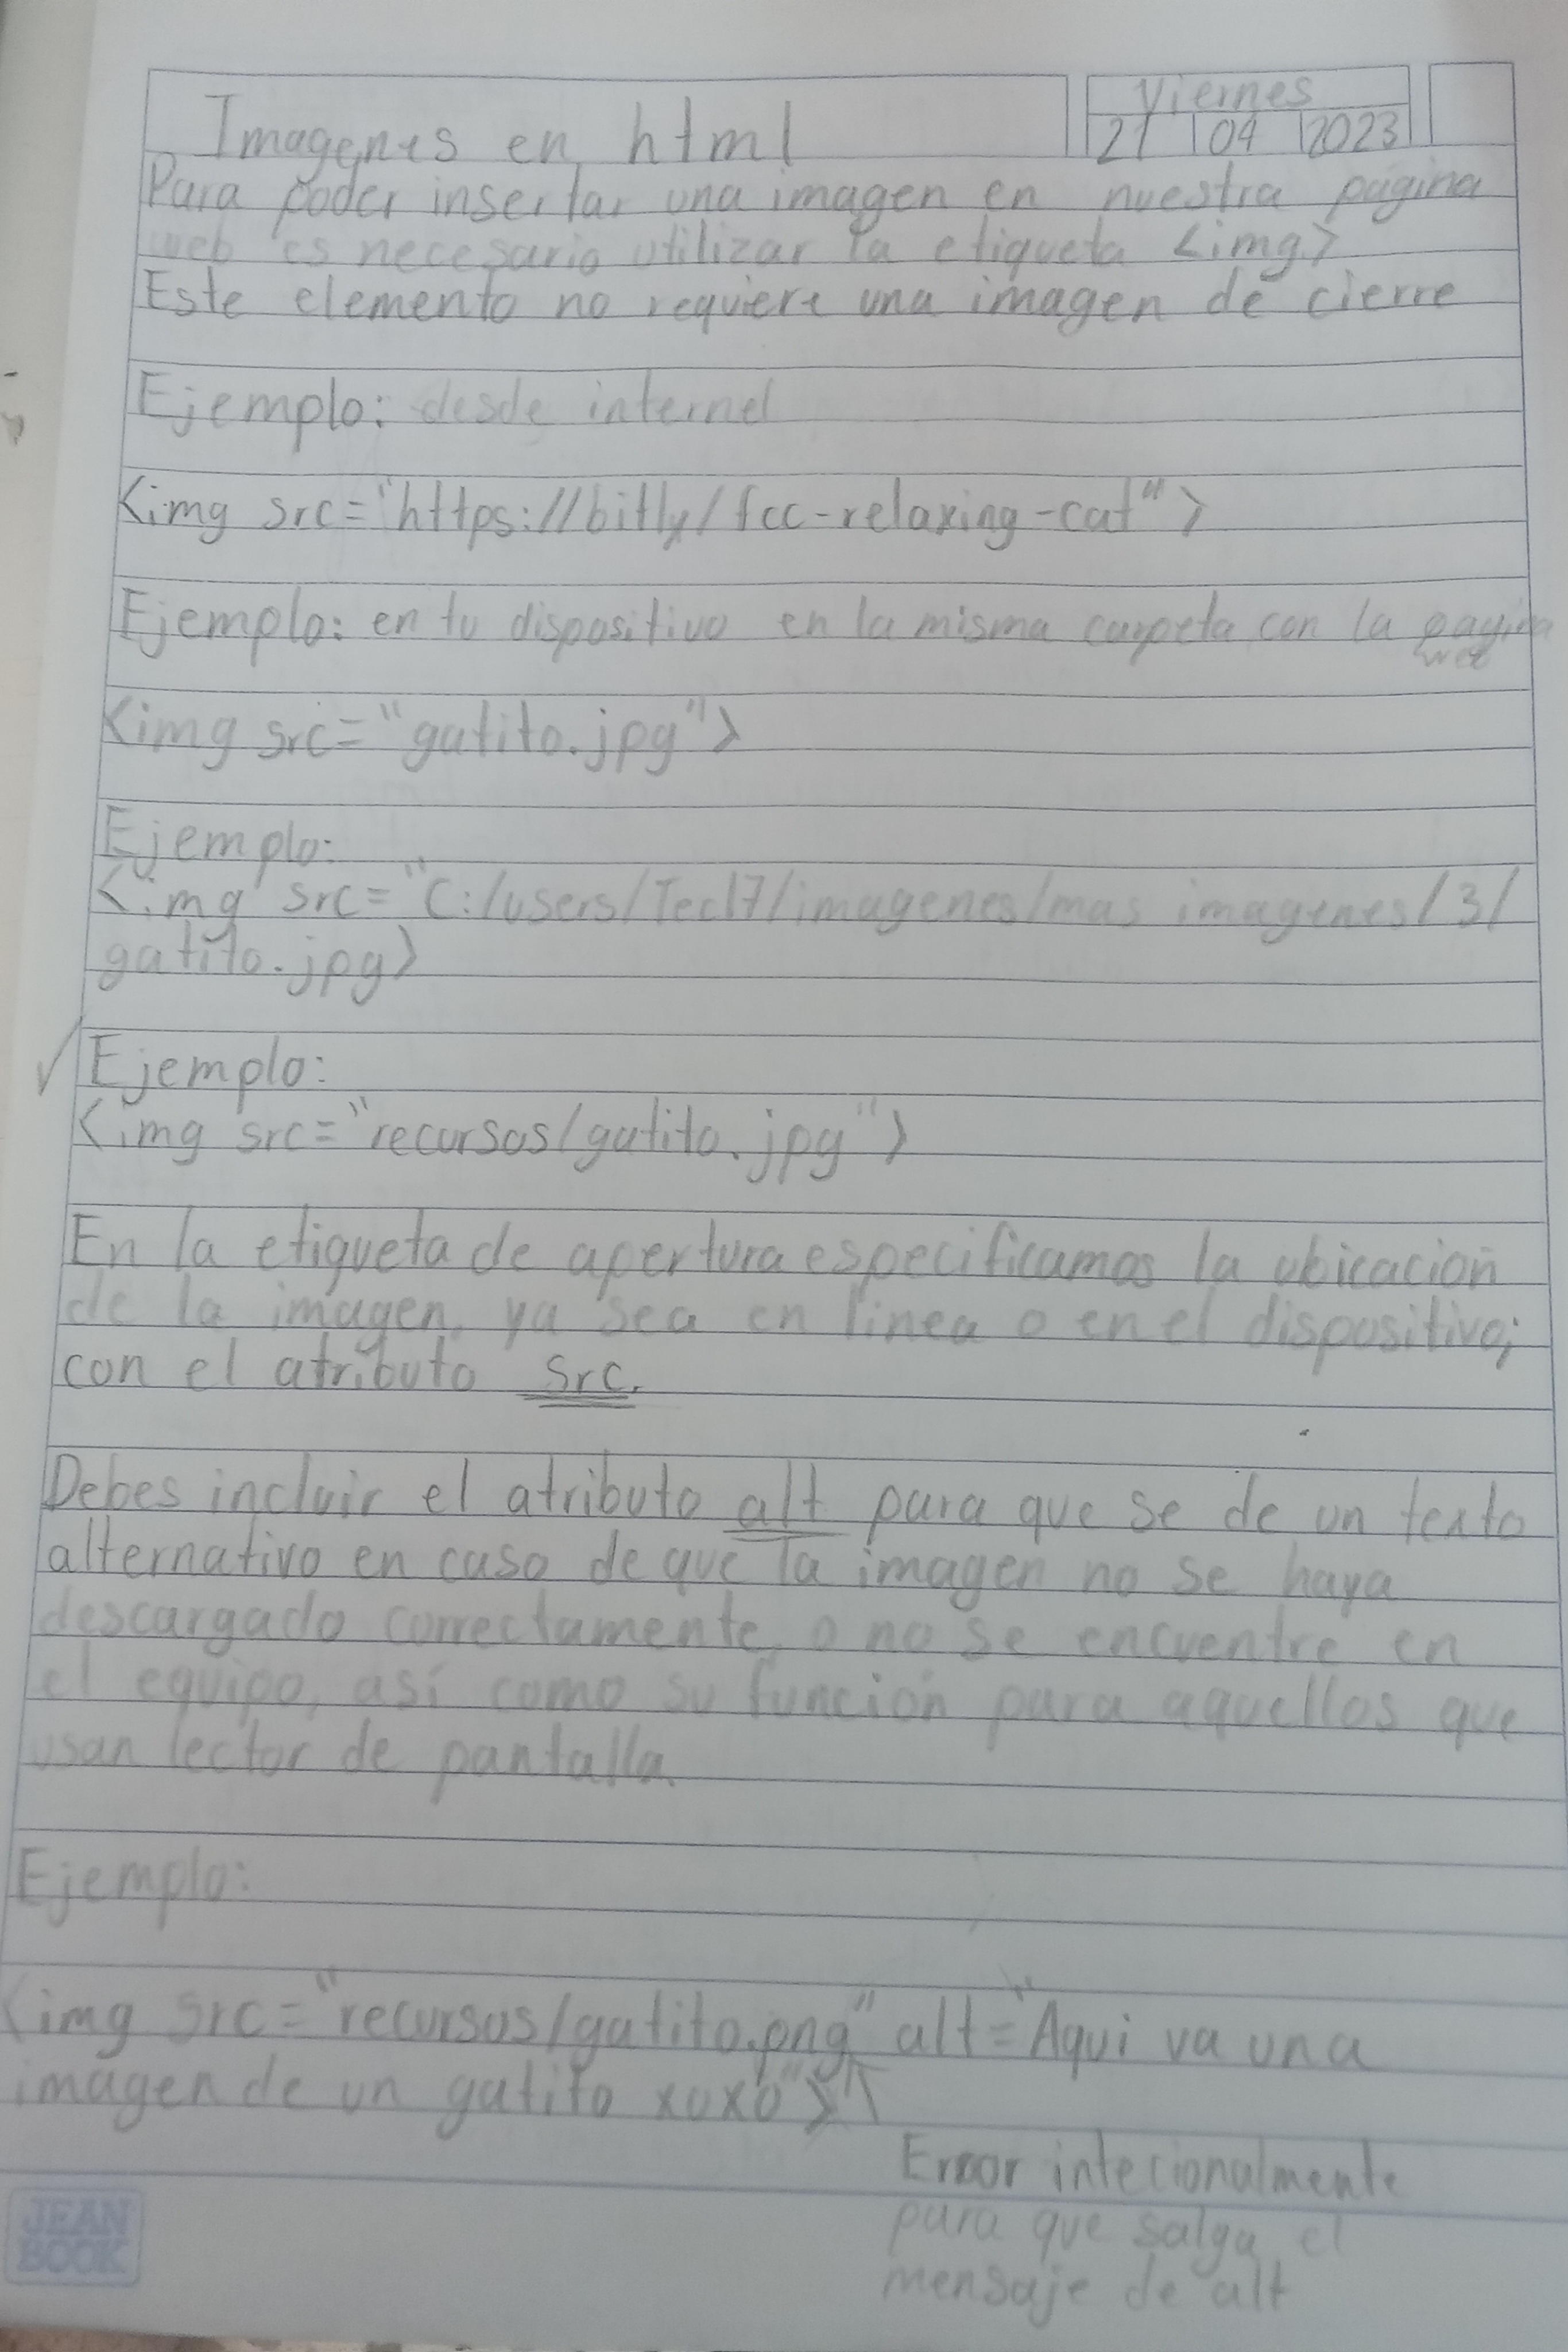 Viernes
Imagenes en html 21 04 2023
Para poder insertar una imagen en nuestra página
web es necesario utilizar la etiqueta <img>
Este elemento no requiere una imagen de cierre
Ejemplo: desde internet
<img src="https://bitly/fcc-relaxing-cat">
Ejemplo: en tu dispositivo en la misma carpeta con la pagina
web
<img src="gatito.jpg">
Ejemplo:
<img src="C:/users/Tec17/imagenes/mas imagenes/3/
gatito.jpg>
✓ Ejemplo:
<img src="recursos/gatito.jpg">
En la etiqueta de apertura especificamos la ubicación
de la imagen, ya sea en linea o en el dispositivo;
con el atributo src.
Debes incluir el atributo alt para que se de un texto
alternativo en caso de que la imagen no se haya
descargado correctamente, o no se encuentre en
el equipo, así como su función para aquellos que
usan lector de pantalla.
Ejemplo:
<img src="recursos/gatito.png" alt="Aqui va una
imagen de un gatito xoxo">
Error intecionalmente
para que salga el
mensaje de alt
JEAN
BOOK